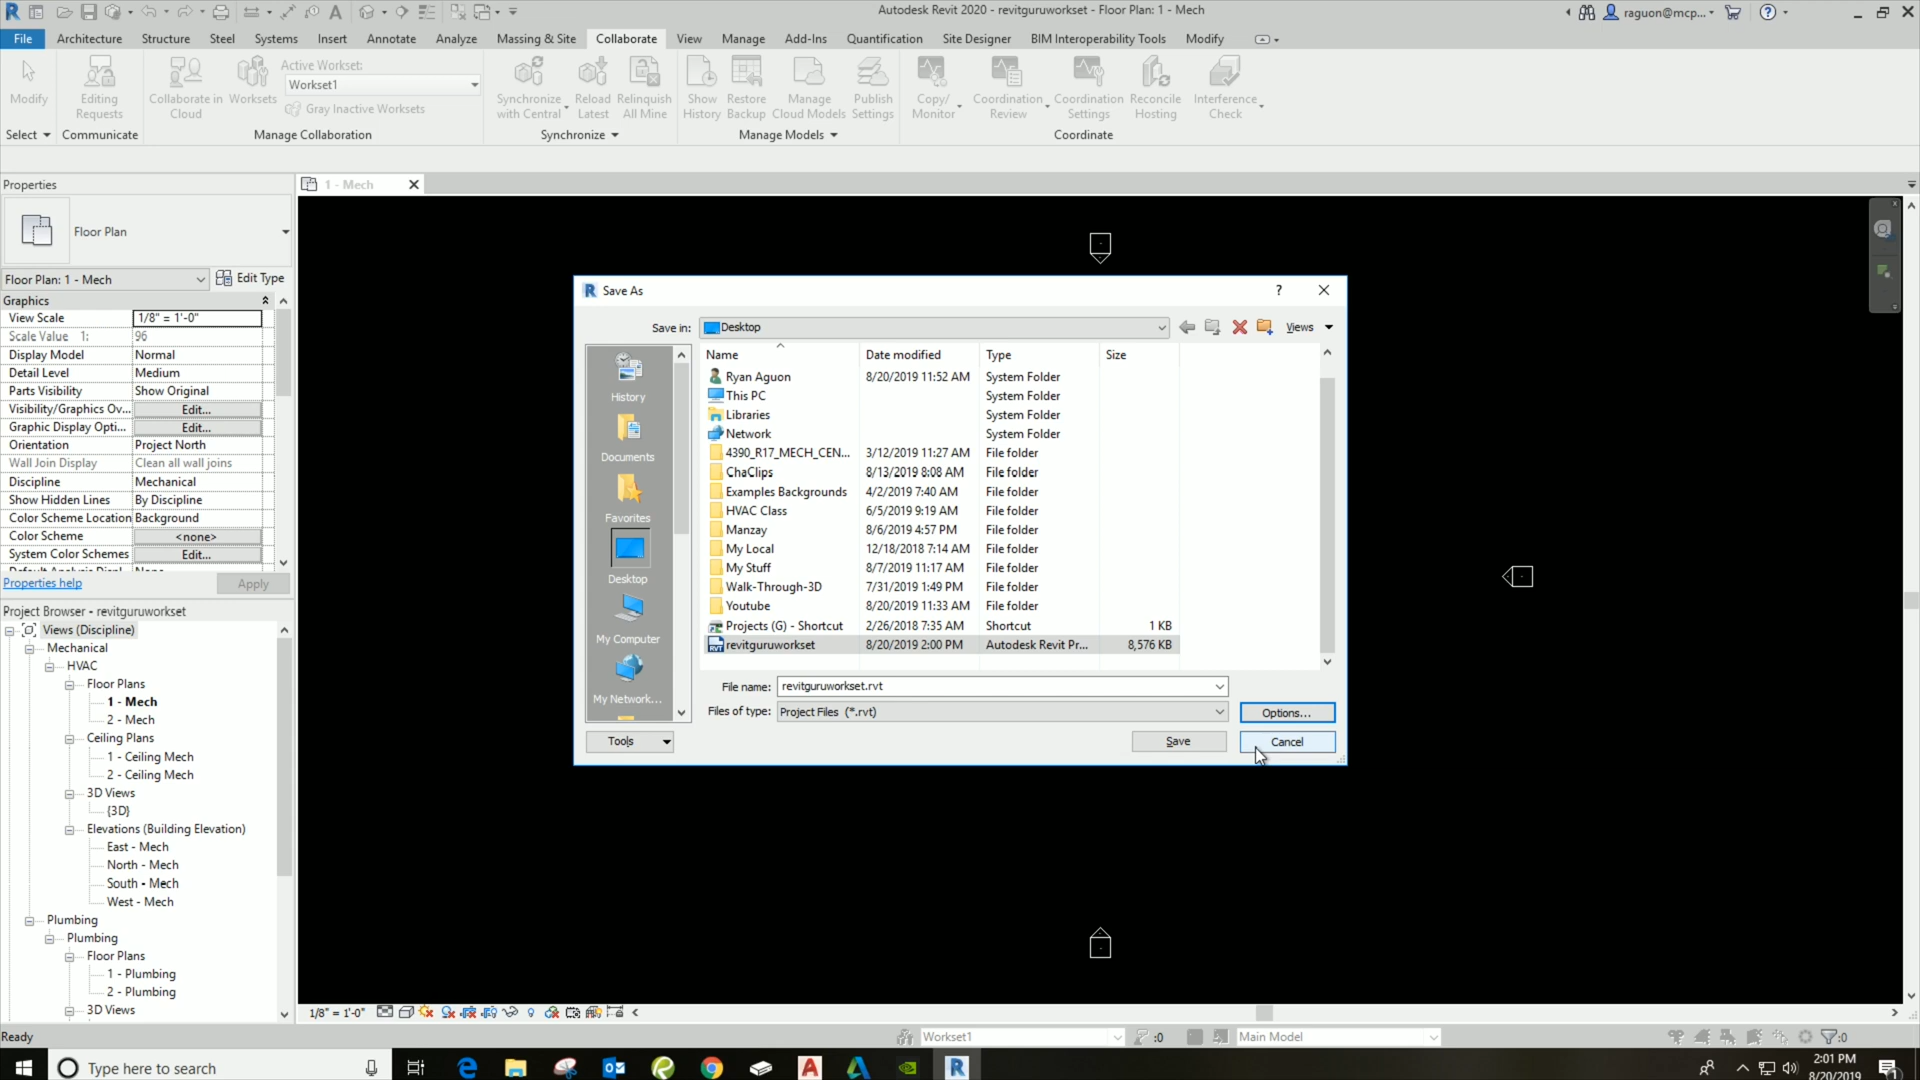 Autodesk Revit 2020 - revitguruworkset - Floor Plan: 1 - Mech
raguon@mcp...
File Architecture Structure Steel Systems Insert Annotate Analyze Massing & Site Collaborate View Manage Add-Ins Quantification Site Designer BIM Interoperability Tools Modify
Modify
Editing Requests
Collaborate in Cloud
Worksets
Active Workset:
Workset1
Gray Inactive Worksets
Synchronize with Central
Reload Latest
Relinquish All Mine
Show History
Restore Backup
Manage Cloud Models
Publish Settings
Copy/ Monitor
Coordination Review
Coordination Settings
Reconcile Hosting
Interference Check
Select Communicate Manage Collaboration Synchronize Manage Models Coordinate
Properties
1 - Mech
Floor Plan
Floor Plan: 1 - Mech Edit Type
Graphics
View Scale 1/8" = 1'-0"
Scale Value 1: 96
Display Model Normal
Detail Level Medium
Parts Visibility Show Original
Visibility/Graphics Ov... Edit...
Graphic Display Opti... Edit...
Orientation Project North
Wall Join Display Clean all wall joins
Discipline Mechanical
Show Hidden Lines By Discipline
Color Scheme Location Background
Color Scheme <none>
System Color Schemes Edit...
Properties help Apply
Project Browser - revitguruworkset
Views (Discipline)
Mechanical
HVAC
Floor Plans
1 - Mech
2 - Mech
Ceiling Plans
1 - Ceiling Mech
2 - Ceiling Mech
3D Views
{3D}
Elevations (Building Elevation)
East - Mech
North - Mech
South - Mech
West - Mech
Plumbing
Plumbing
Floor Plans
1 - Plumbing
2 - Plumbing
3D Views
Save As
Save in: Desktop Views
History
Documents
Favorites
Desktop
My Computer
My Network...
Name Date modified Type Size
Ryan Aguon 8/20/2019 11:52 AM System Folder
This PC System Folder
Libraries System Folder
Network System Folder
4390_R17_MECH_CEN... 3/12/2019 11:27 AM File folder
ChaClips 8/13/2019 8:08 AM File folder
Examples Backgrounds 4/2/2019 7:40 AM File folder
HVAC Class 6/5/2019 9:19 AM File folder
Manzay 8/6/2019 4:57 PM File folder
My Local 12/18/2018 7:14 AM File folder
My Stuff 8/7/2019 11:17 AM File folder
Walk-Through-3D 7/31/2019 1:49 PM File folder
Youtube 8/20/2019 11:33 AM File folder
Projects (G) - Shortcut 2/26/2018 7:35 AM Shortcut 1 KB
revitguruworkset 8/20/2019 2:00 PM Autodesk Revit Pr... 8,576 KB
File name: revitguruworkset.rvt
Files of type: Project Files (*.rvt) Options...
Tools Save Cancel
1/8" = 1'-0"
Ready Workset1 :0 Main Model :0
Type here to search
2:01 PM
8/20/2019